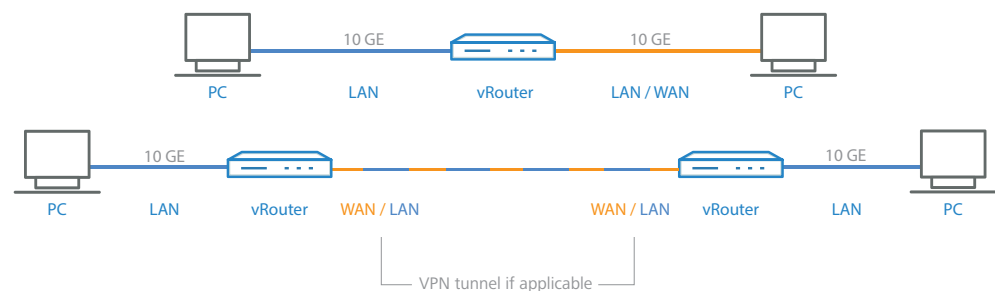 10 GE 10 GE
PC LAN vRouter LAN / WAN PC
10 GE 10 GE
PC LAN vRouter WAN / LAN WAN / LAN vRouter LAN PC
VPN tunnel if applicable